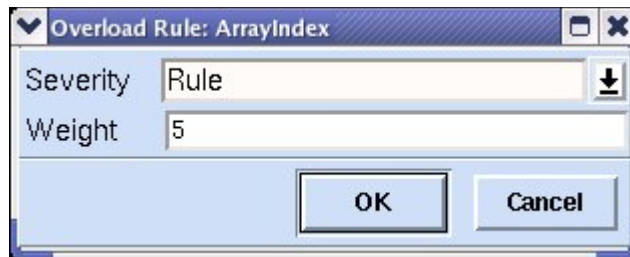 Overload Rule: ArrayIndex
Severity Rule
Weight 5
OK Cancel